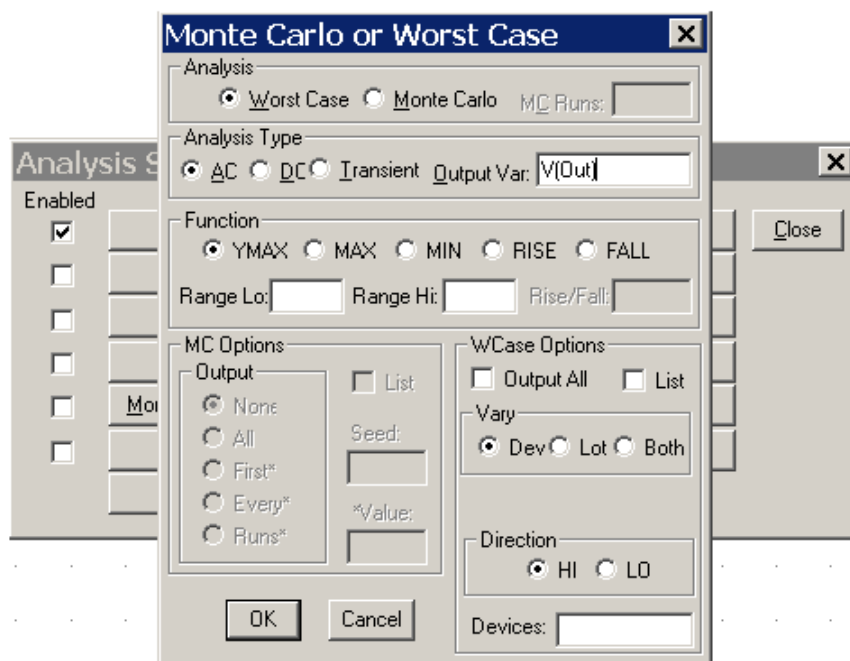 Monte Carlo or Worst Case
Analysis
Worst Case Monte Carlo MC Runs:
Analysis Type
AC DC Transient Output Var: V(Out)
Function
YMAX MAX MIN RISE FALL
Range Lo: Range Hi: Rise/Fall:
MC Options
Output
None
All
First*
Every*
Runs*
List
Seed:
*Value:
WCase Options
Output All List
Vary
Dev Lot Both
Direction
HI LO
Devices:
OK Cancel
Analysis S
Enabled
Close
Mo